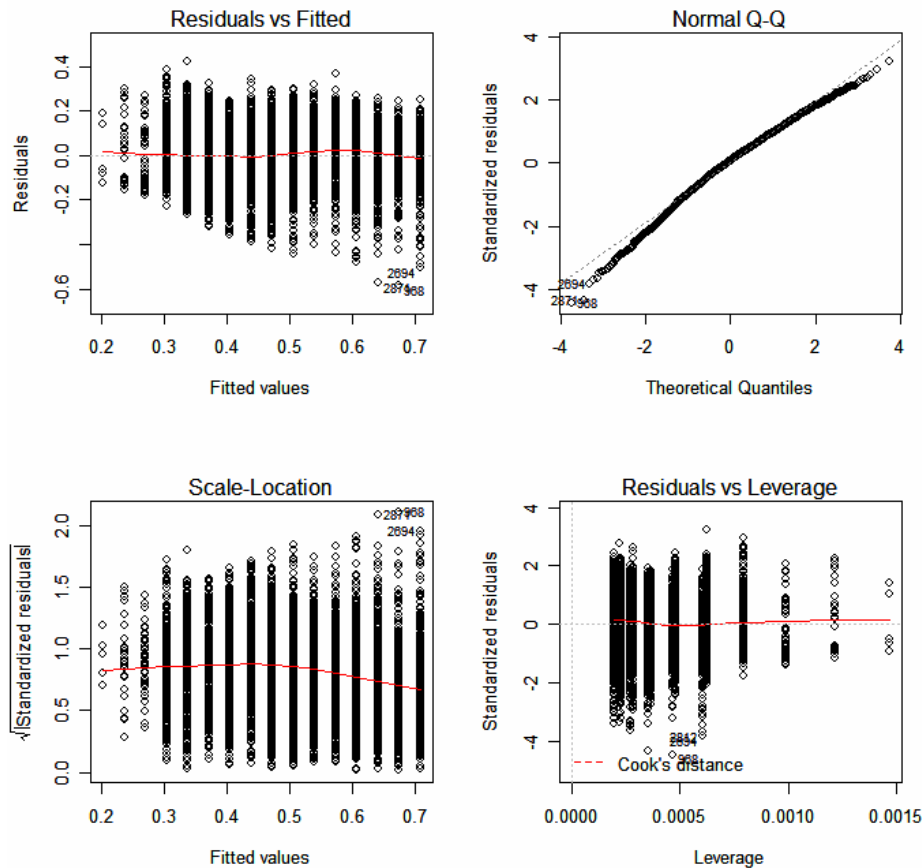 Residuals vs Fitted
Residuals
0.4
0.2
0.0
-0.2
-0.6
2694
2871
968
0.2 0.3 0.4 0.5 0.6 0.7
Fitted values
Normal Q-Q
Standardized residuals
4
2
0
-2
-4
2694
2871
968
-4 -2 0 2 4
Theoretical Quantiles
Scale-Location
√|Standardized residuals|
2.0
1.5
1.0
0.5
0.0
968
2694
0.2 0.3 0.4 0.5 0.6 0.7
Fitted values
Residuals vs Leverage
Standardized residuals
4
2
0
-2
-4
2694
968
Cook's distance
0.0000 0.0005 0.0010 0.0015
Leverage